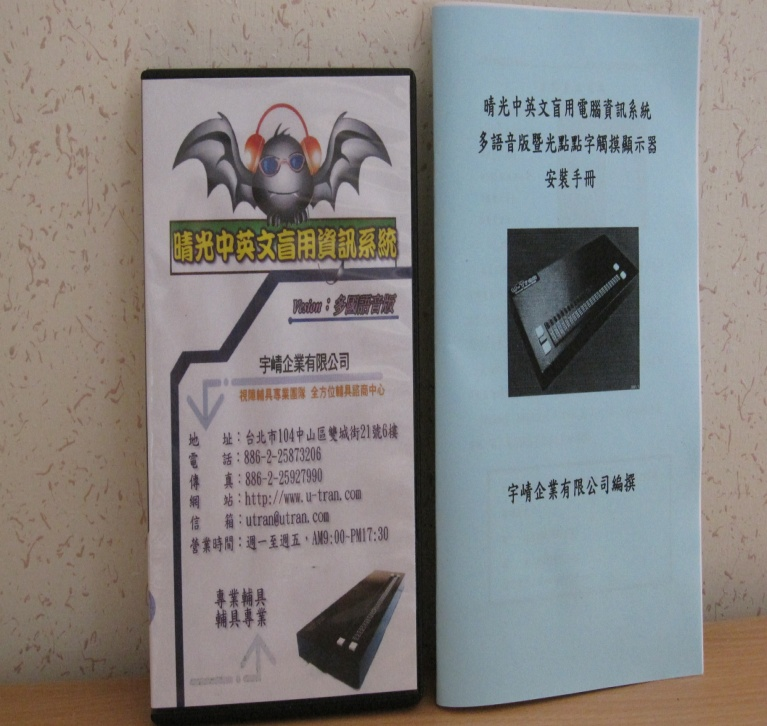 晴光中英文盲用資訊系統
Vesion：多國語音版
宇晴企業有限公司
視障輔具專業團隊 全方位輔具諮商中心
地　址：台北市104中山區雙城街21號6樓
電　話：886-2-25873206
傳　真：886-2-25927990
網　站：http://www.u-tran.com
信　箱：utran@utran.com
營業時間：週一至週五，AM9:00~PM17:30
專業輔具
輔具專業
晴光中英文盲用電腦資訊系統
多語音版暨光點點字觸摸顯示器
安裝手冊
宇晴企業有限公司編撰